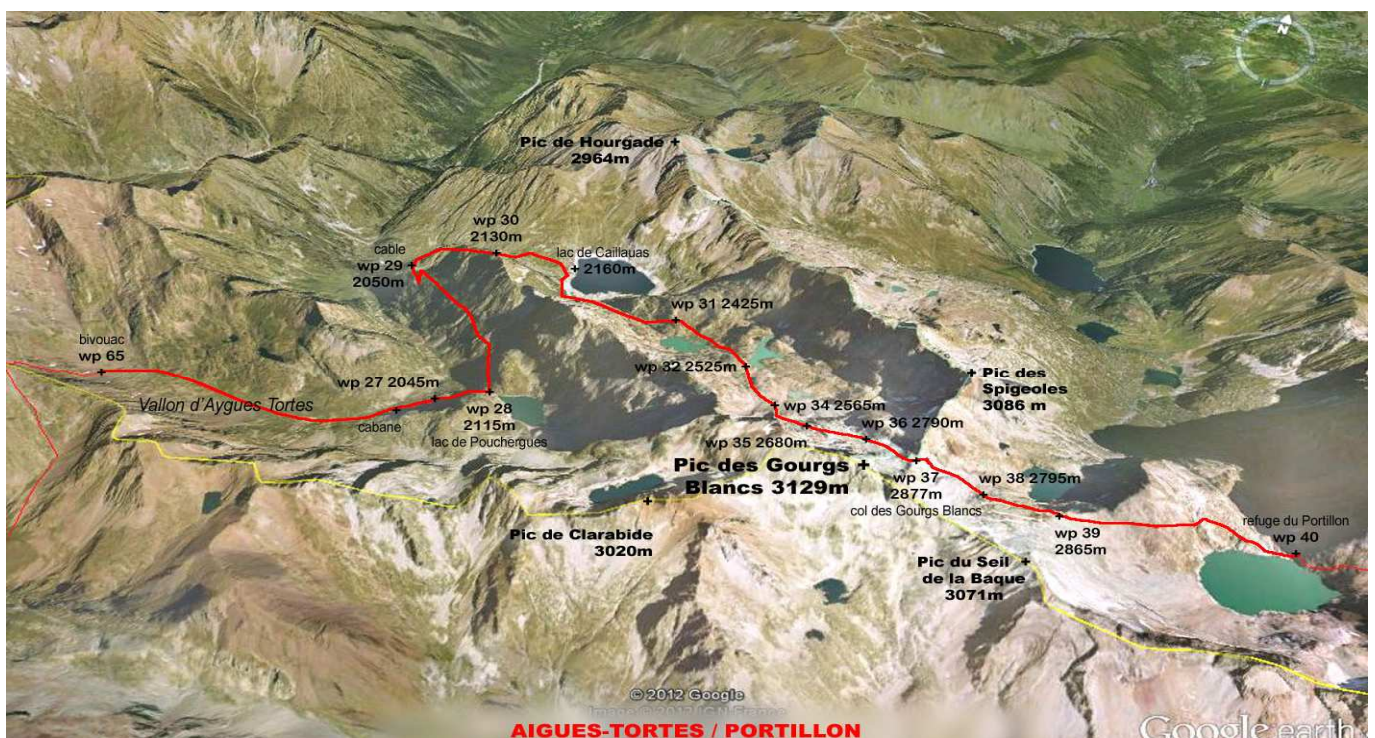 N
Pic de Hourgade
2964m
wp 30
2130m
cable
wp 29
2050m
lac de Caillauas
2160m
wp 31 2425m
bivouac
wp 65
wp 32 2525m
Pic des
Spigeoles
3086 m
wp 27 2045m
Vallon d'Aygues Tortes
cabane
wp 28
2115m
lac de Pouchergues
wp 34 2565m
wp 35 2680m
wp 36 2790m
Pic des Gourgs
Blancs 3129m
wp 37
2877m
col des Gourgs Blancs
wp 38 2795m
Pic de Clarabide
3020m
wp 39
2865m
refuge du Portillon
wp 40
Pic du Seil
de la Baque
3071m
© 2012 Google
Image © 2012 IGN France
AIGUES-TORTES / PORTILLON
Google earth